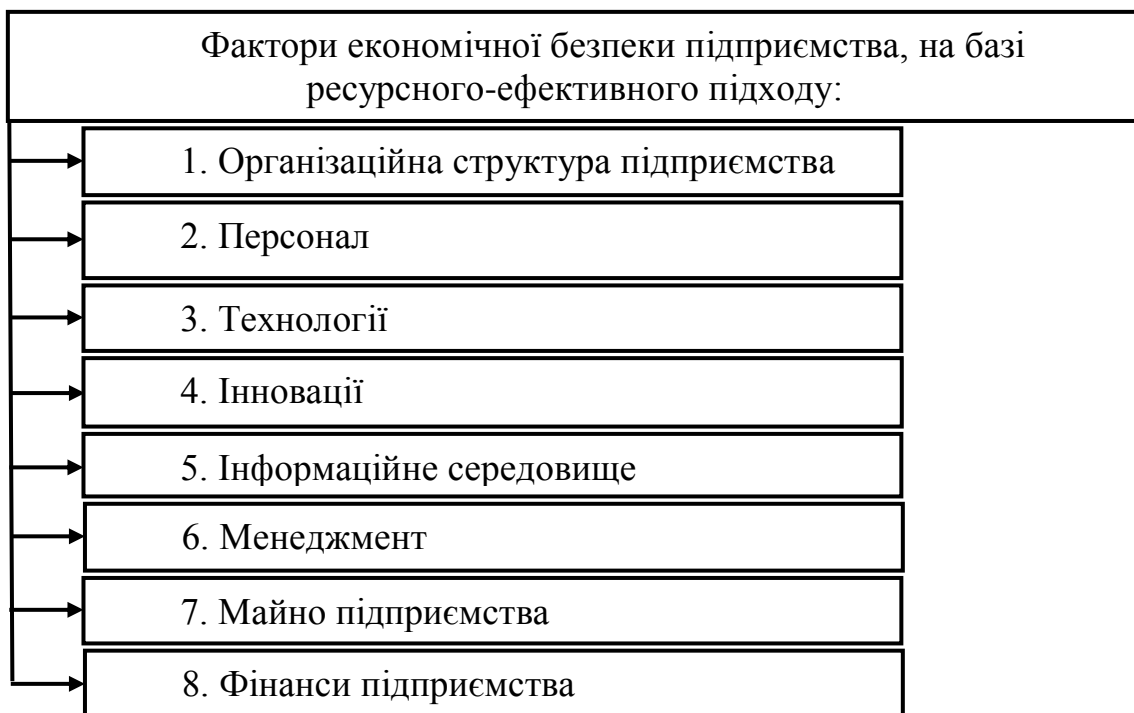 Фактори економічної безпеки підприємства, на базі
ресурсного-ефективного підходу:
1. Організаційна структура підприємства
2. Персонал
3. Технології
4. Інновації
5. Інформаційне середовище
6. Менеджмент
7. Майно підприємства
8. Фінанси підприємства